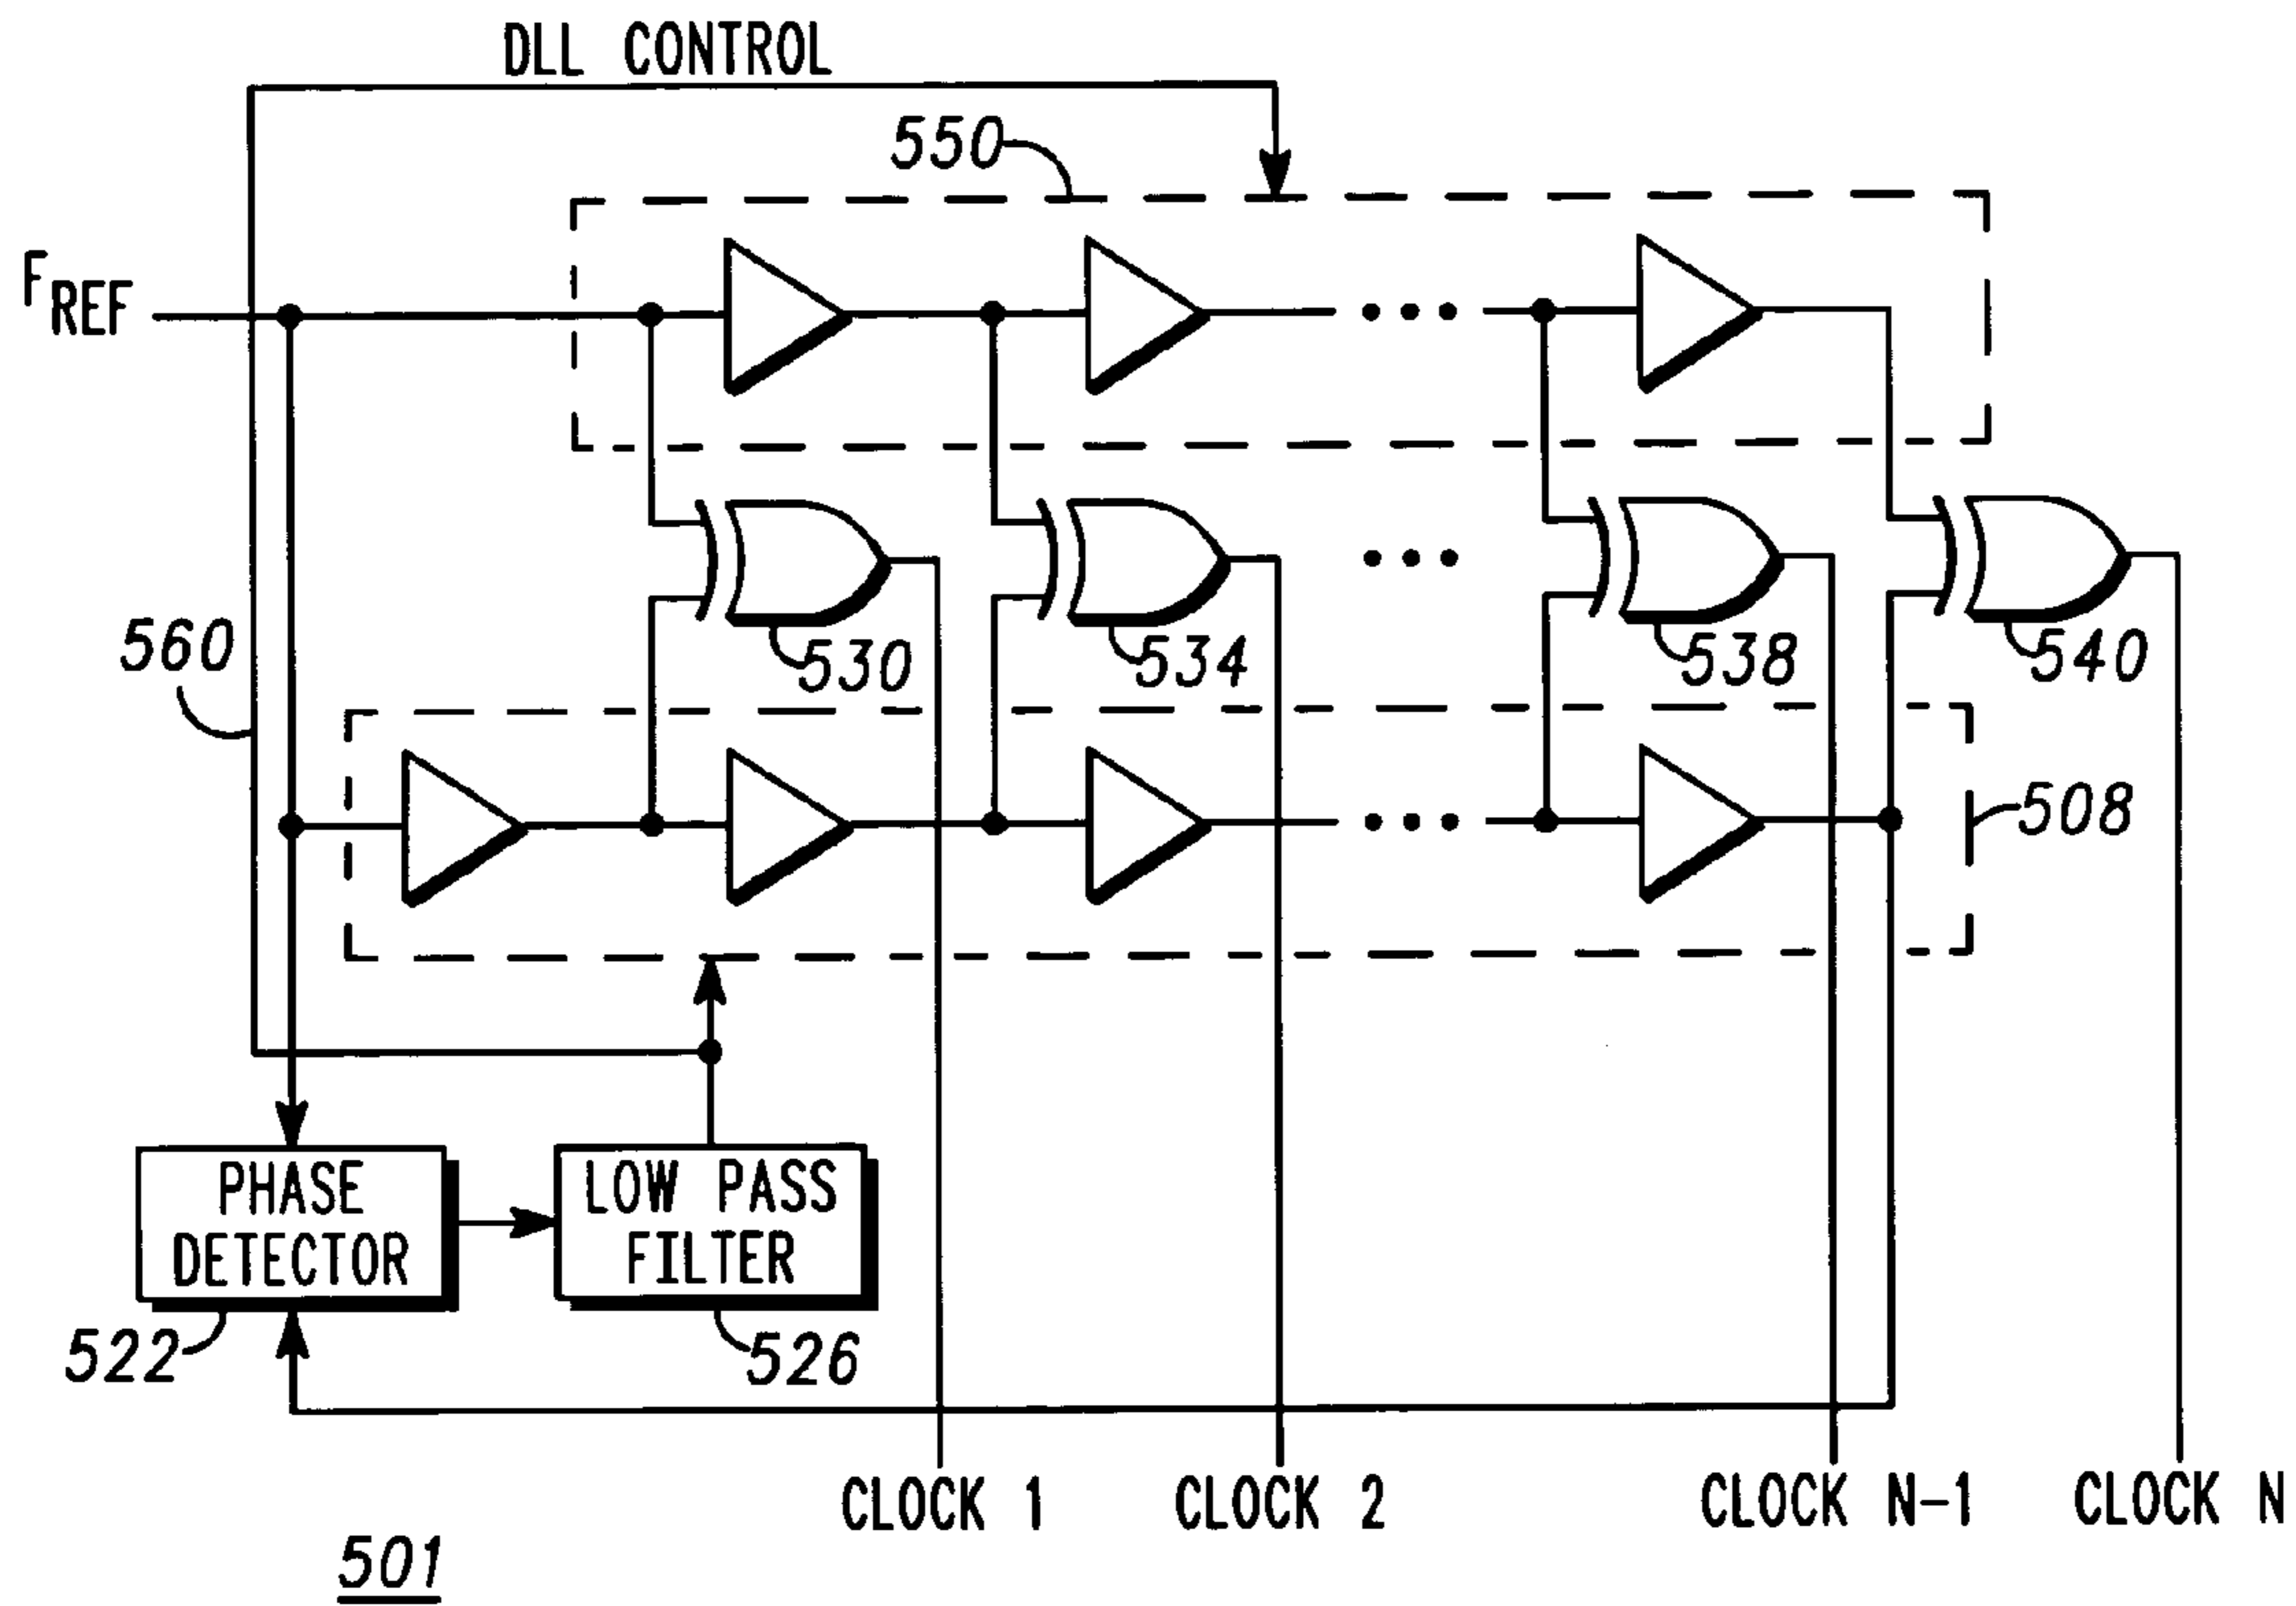 DLL CONTROL
550
FREF
560
530
534
538
540
508
PHASE
DETECTOR
LOW PASS
FILTER
522
526
CLOCK 1
CLOCK 2
CLOCK N-1
CLOCK N
501